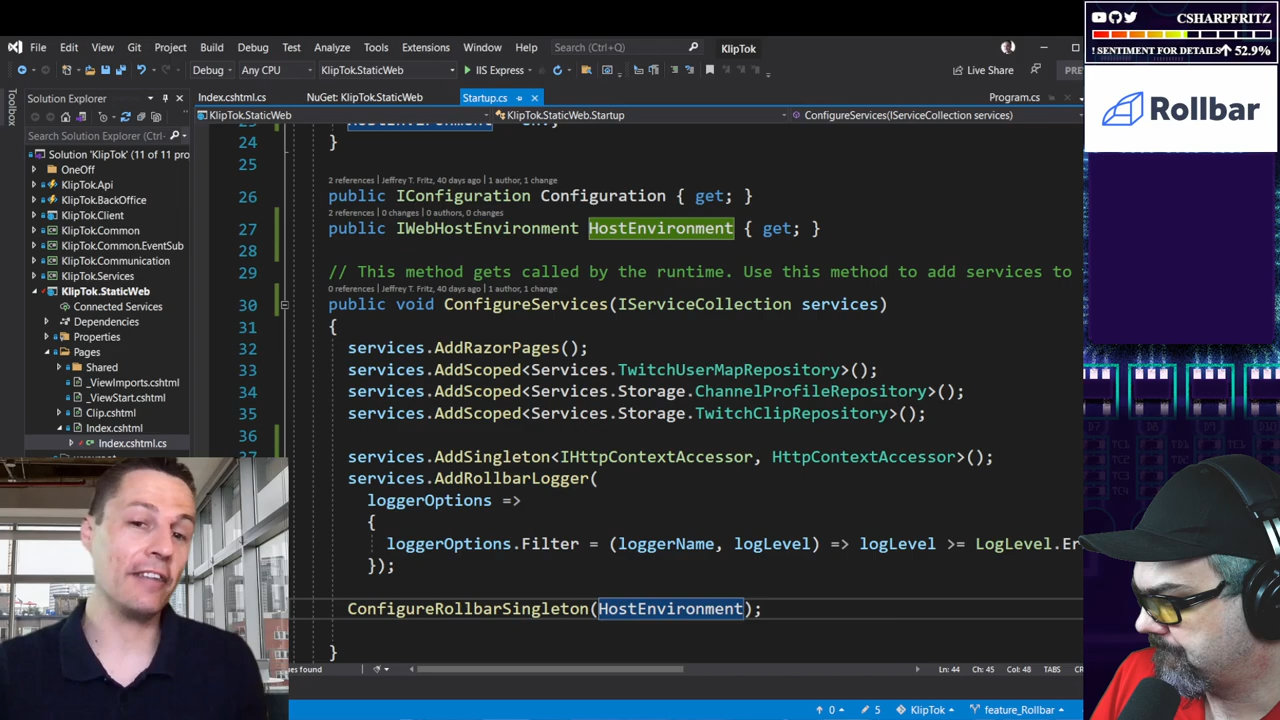 CSHARPFRITZ
! SENTIMENT FOR DETAILS 52.9%
Rollbar
File Edit View Git Project Build Debug Test Analyze Tools Extensions Window Help Search (Ctrl+Q) KlipTok
Debug Any CPU KlipTok.StaticWeb IIS Express Live Share PRE
Toolbox
Solution Explorer
Index.cshtml.cs NuGet: KlipTok.StaticWeb Startup.cs Program.cs
KlipTok.StaticWeb KlipTok.StaticWeb.Startup ConfigureServices(IServiceCollection services)
Search Solution Explorer (Ctrl+
Solution 'KlipTok' (11 of 11 pro
OneOff
KlipTok.Api
KlipTok.BackOffice
KlipTok.Client
KlipTok.Common
KlipTok.Common.EventSub
KlipTok.Communication
KlipTok.Services
KlipTok.StaticWeb
Connected Services
Dependencies
Properties
Pages
Shared
_ViewImports.cshtml
_ViewStart.cshtml
Clip.cshtml
Index.cshtml
Index.cshtml.cs
24 }
25
2 references | Jeffrey T. Fritz, 40 days ago | 1 author, 1 change
26 public IConfiguration Configuration { get; }
2 references | 0 changes | 0 authors, 0 changes
27 public IWebHostEnvironment HostEnvironment { get; }
28
29 // This method gets called by the runtime. Use this method to add services to
0 references | Jeffrey T. Fritz, 40 days ago | 1 author, 1 change
30 public void ConfigureServices(IServiceCollection services)
31 {
32 services.AddRazorPages();
33 services.AddScoped<Services.TwitchUserMapRepository>();
34 services.AddScoped<Services.Storage.ChannelProfileRepository>();
35 services.AddScoped<Services.Storage.TwitchClipRepository>();
36
services.AddSingleton<IHttpContextAccessor, HttpContextAccessor>();
services.AddRollbarLogger(
loggerOptions =>
{
loggerOptions.Filter = (loggerName, logLevel) => logLevel >= LogLevel.Er
});
ConfigureRollbarSingleton(HostEnvironment);
}
es found Ln: 44 Ch: 45 Col: 48 TABS
0 5 KlipTok feature_Rollbar